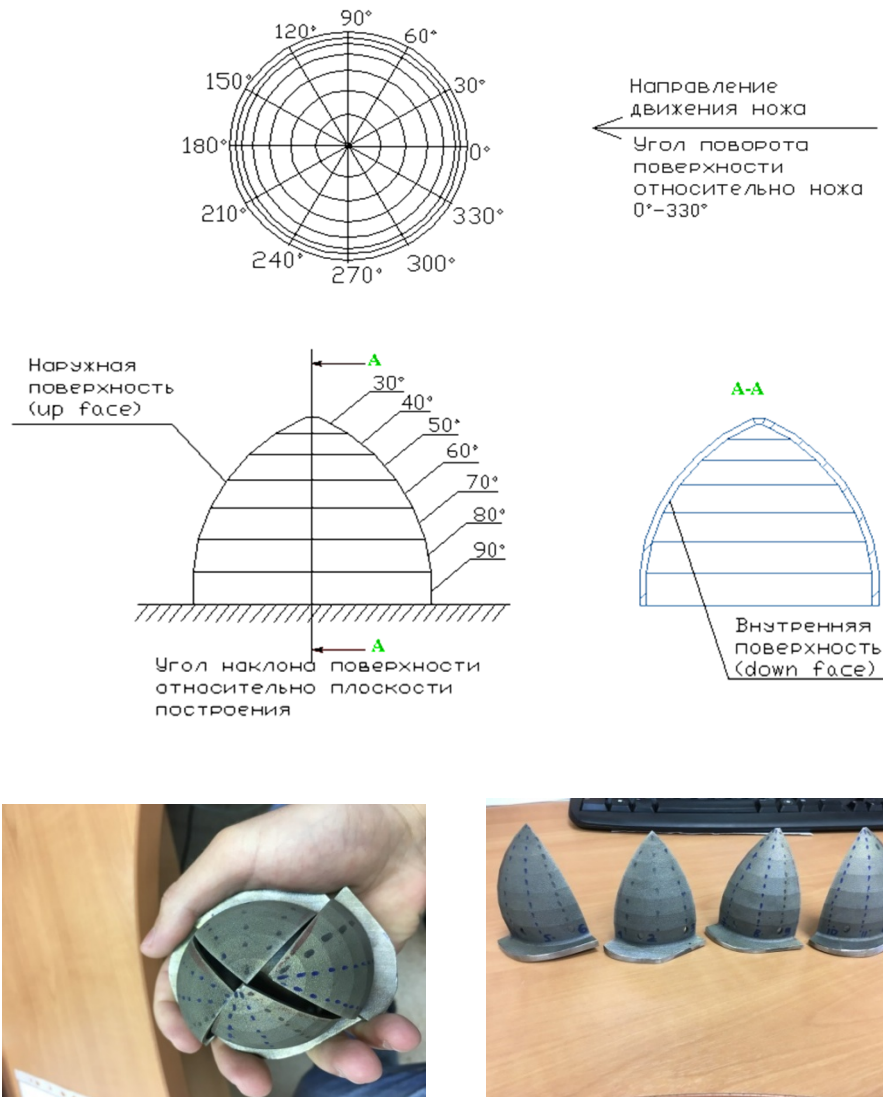 90°
120°
60°
150°
30°
180°
0°
210°
330°
240°
300°
270°
Направление
движения ножа
Угол поворота
поверхности
относительно ножа
0°-330°
Наружная
поверхность
(up face)
A
30°
40°
50°
60°
70°
80°
90°
A
Угол наклона поверхности
относительно плоскости
построения
A-A
Внутренняя
поверхность
(down face)